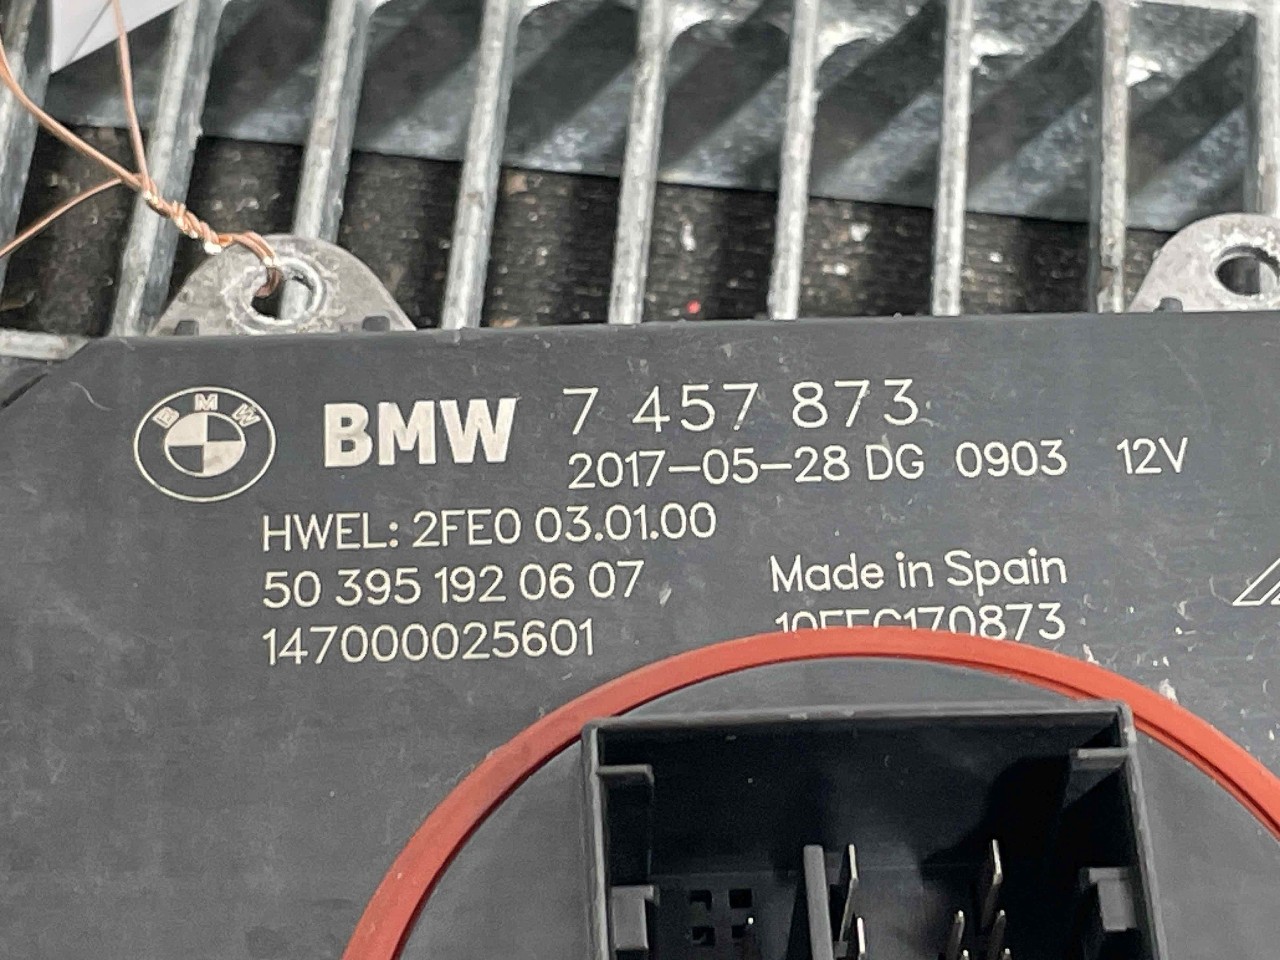 BMW
BMW 7 457 873
2017-05-28 DG 0903 12V
HWEL: 2FE0 03.01.00
50 395 192 06 07
Made in Spain
147000025601